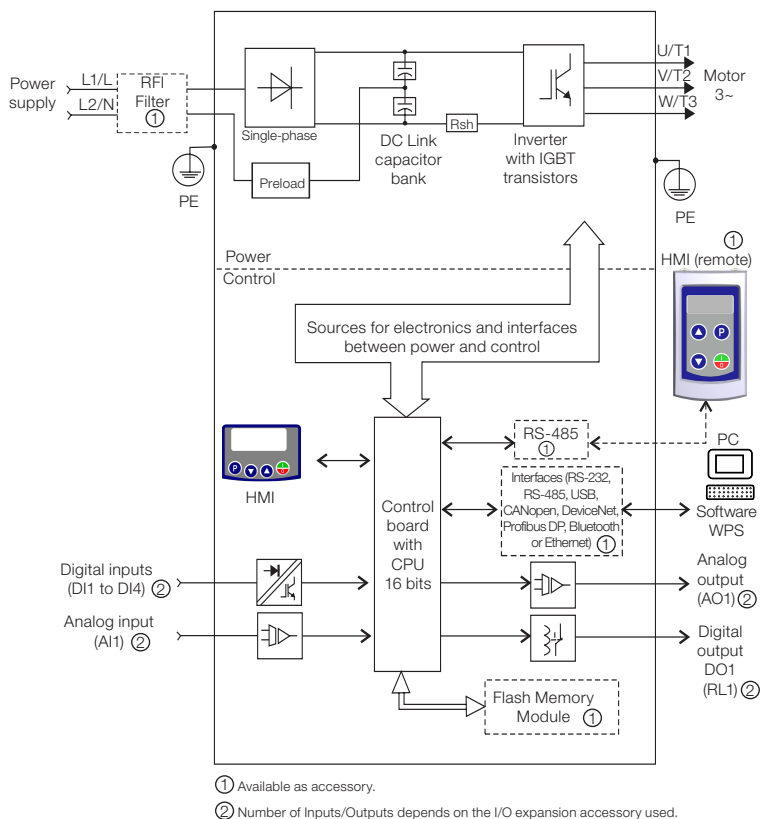 Power
supply
L1/L
L2/N
RFI
Filter
①
PE
Single-phase
Preload
DC Link
capacitor
bank
Rsh
Inverter
with IGBT
transistors
U/T1
V/T2
W/T3
Motor
3~
PE
Power
Control
Sources for electronics and interfaces
between power and control
①
HMI (remote)
P
I
0
P
I
0
HMI
Control
board
with
CPU
16 bits
RS-485
①
Interfaces (RS-232,
RS-485, USB,
CANopen, DeviceNet,
Profibus DP, Bluetooth
or Ethernet) ①
PC
Software
WPS
Digital inputs
(DI1 to DI4) ②
Analog input
(AI1) ②
Analog
output
(AO1) ②
Digital
output
DO1
(RL1) ②
Flash Memory
Module ①
① Available as accessory.
② Number of Inputs/Outputs depends on the I/O expansion accessory used.